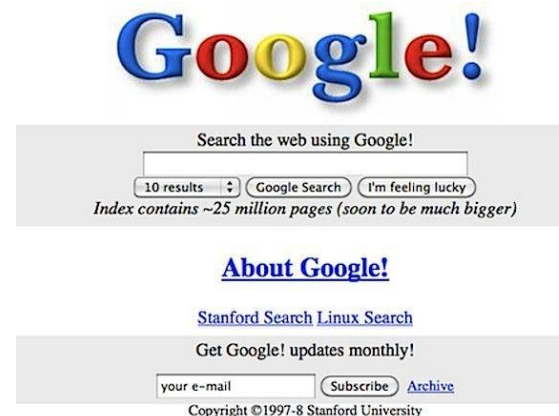 Google!
Search the web using Google!
10 results Google Search I'm feeling lucky
Index contains ~25 million pages (soon to be much bigger)
About Google!
Stanford Search Linux Search
Get Google! updates monthly!
your e-mail Subscribe Archive
Copyright ©1997-8 Stanford University